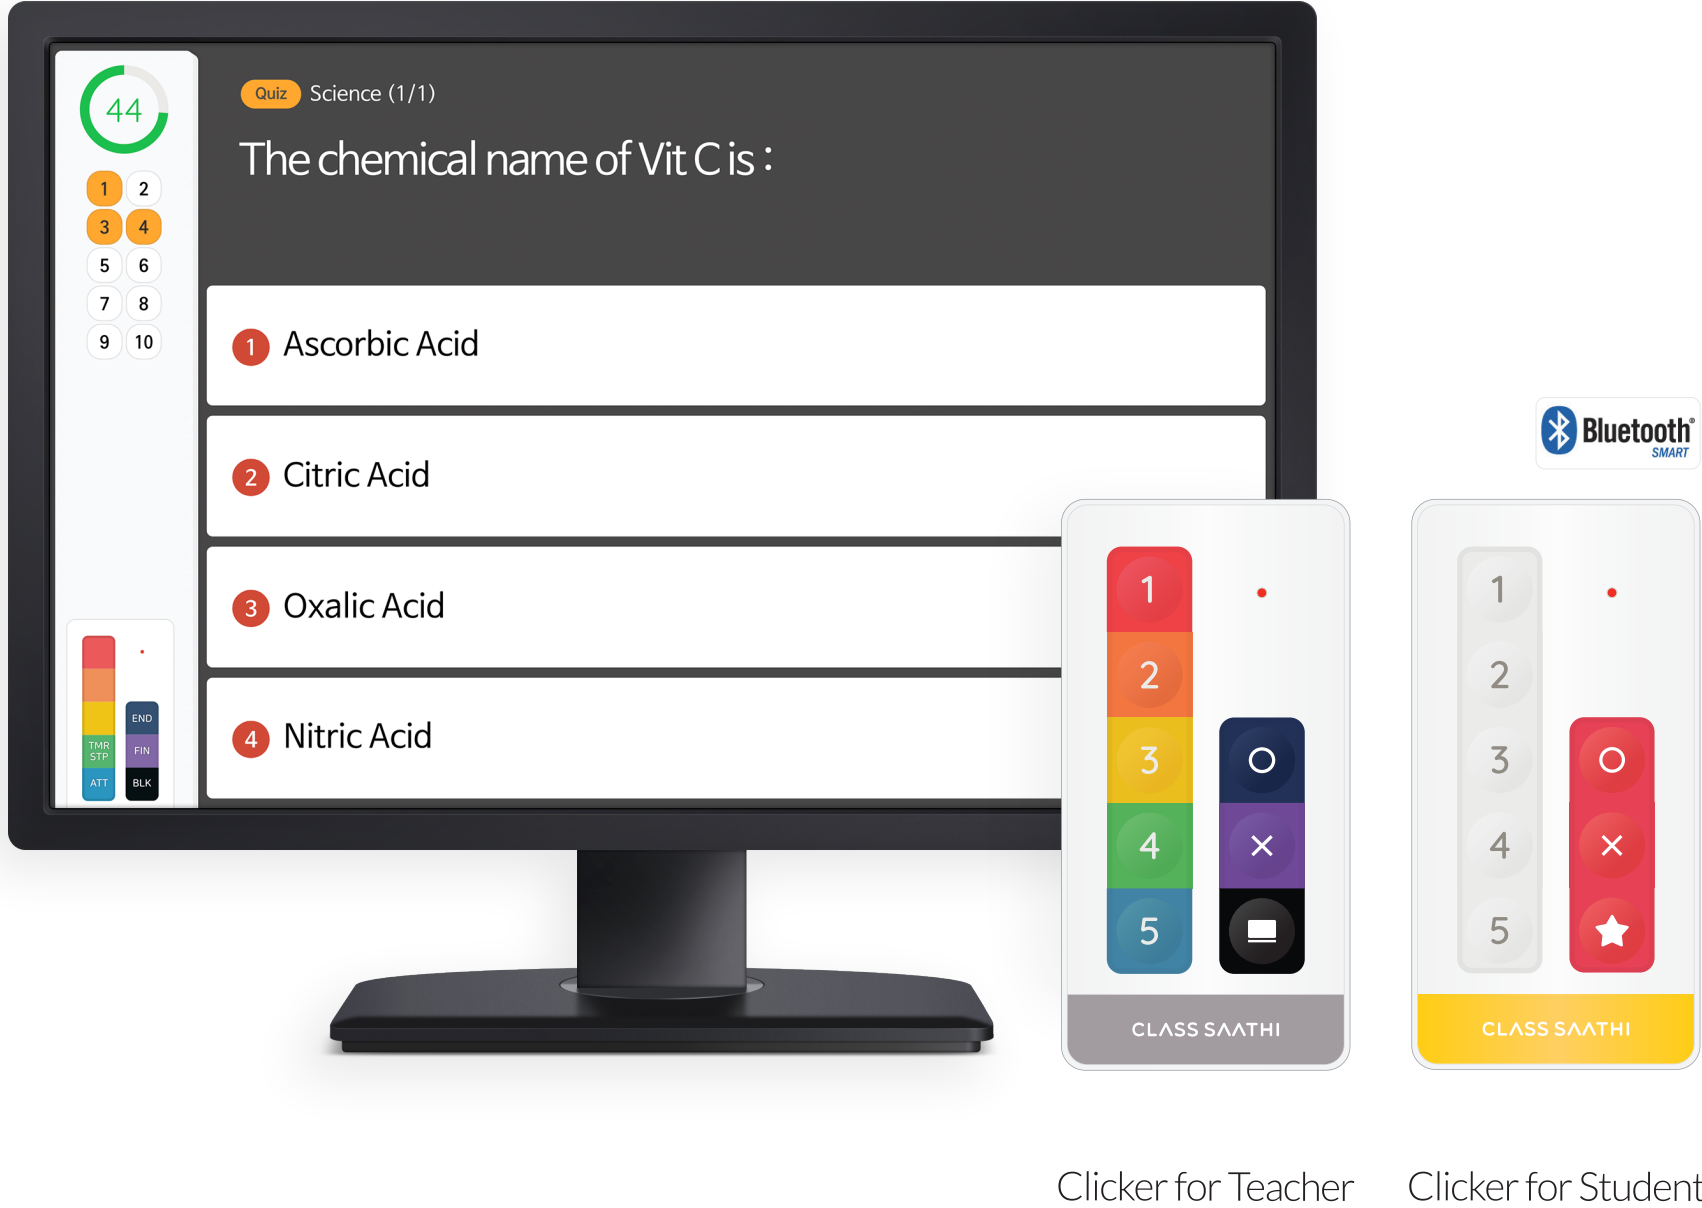 44
1 2
3 4
5 6
7 8
9 10
TMR
STP
ATT
END
FIN
BLK
Quiz Science (1/1)
The chemical name of Vit C is :
1 Ascorbic Acid
2 Citric Acid
3 Oxalic Acid
4 Nitric Acid
Bluetooth®
SMART
1
2
3
4
5
CLASS SAATHI
1
2
3
4
5
CLASS SAATHI
Clicker for Teacher
Clicker for Student